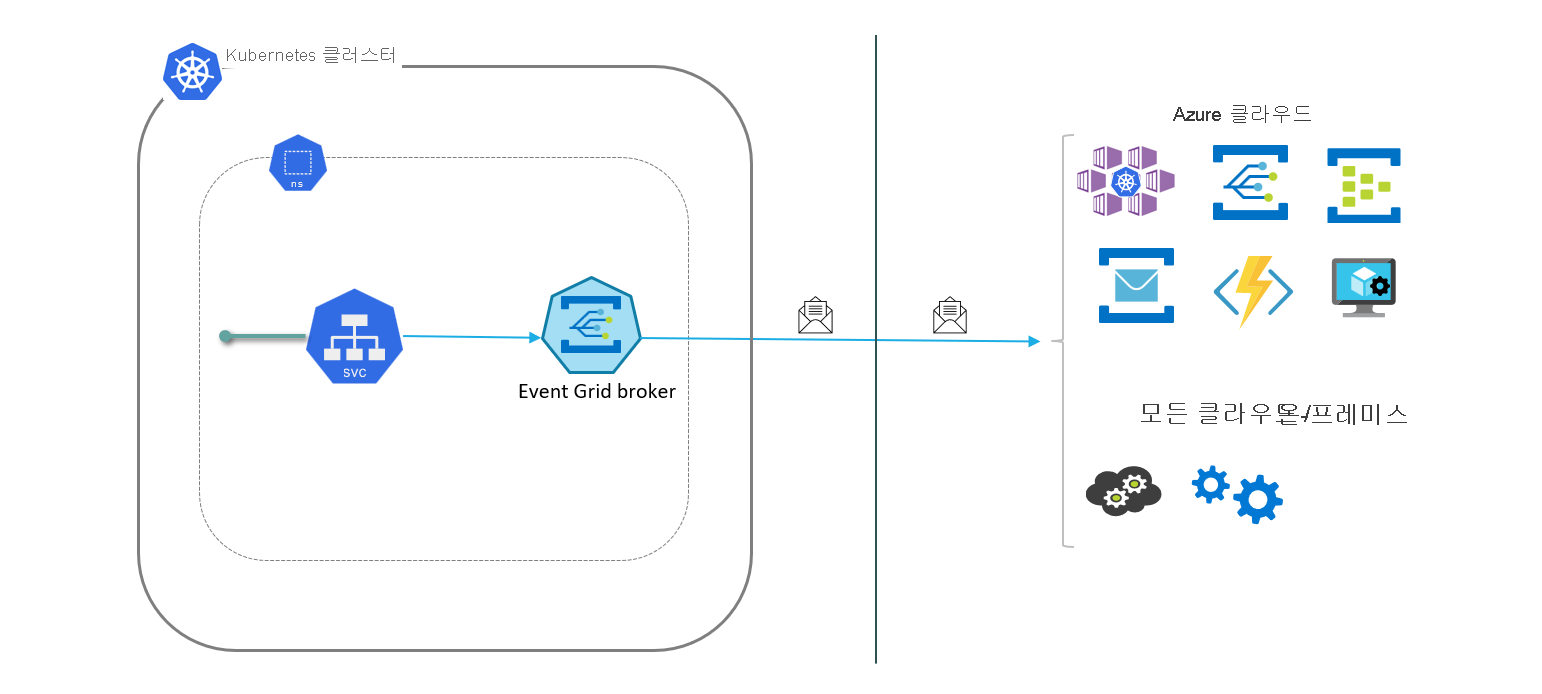 Kubernetes 클러스터
ns
SVC
Event Grid broker
Azure 클라우드
모든 클라우드/온-프레미스